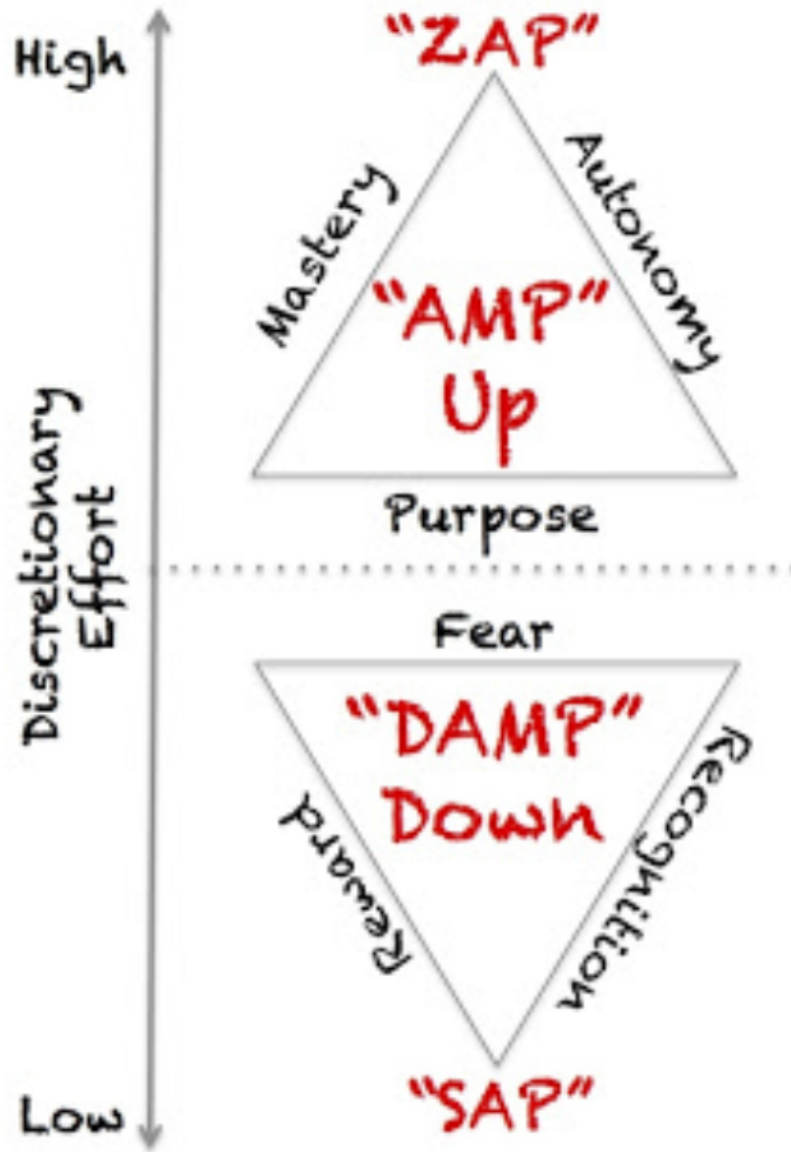 High
"ZAP"
Mastery
Autonomy
"AMP"
Up
Purpose
Discretionary
Effort
Fear
"DAMP"
Down
Reward
Recognition
"SAP"
Low